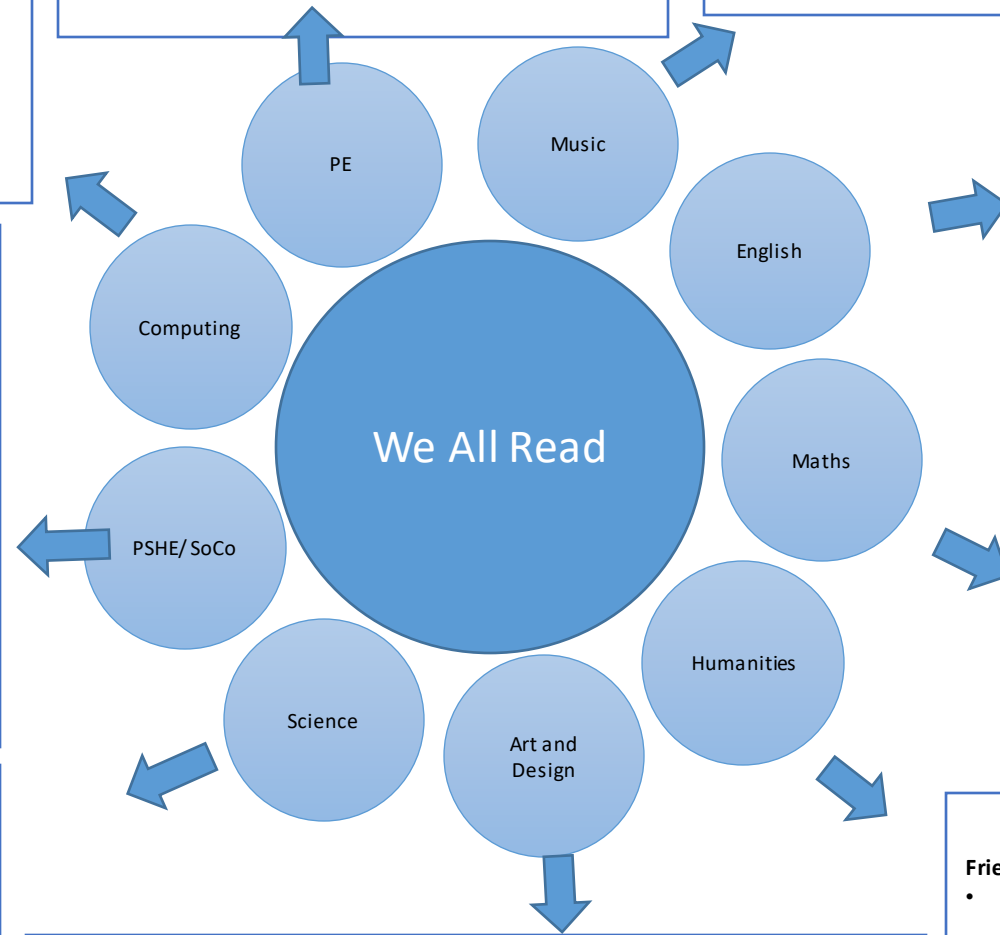 PE
Music
English
Computing
We All Read
Maths
PSHE/ SoCo
Humanities
Science
Art and
Design
•